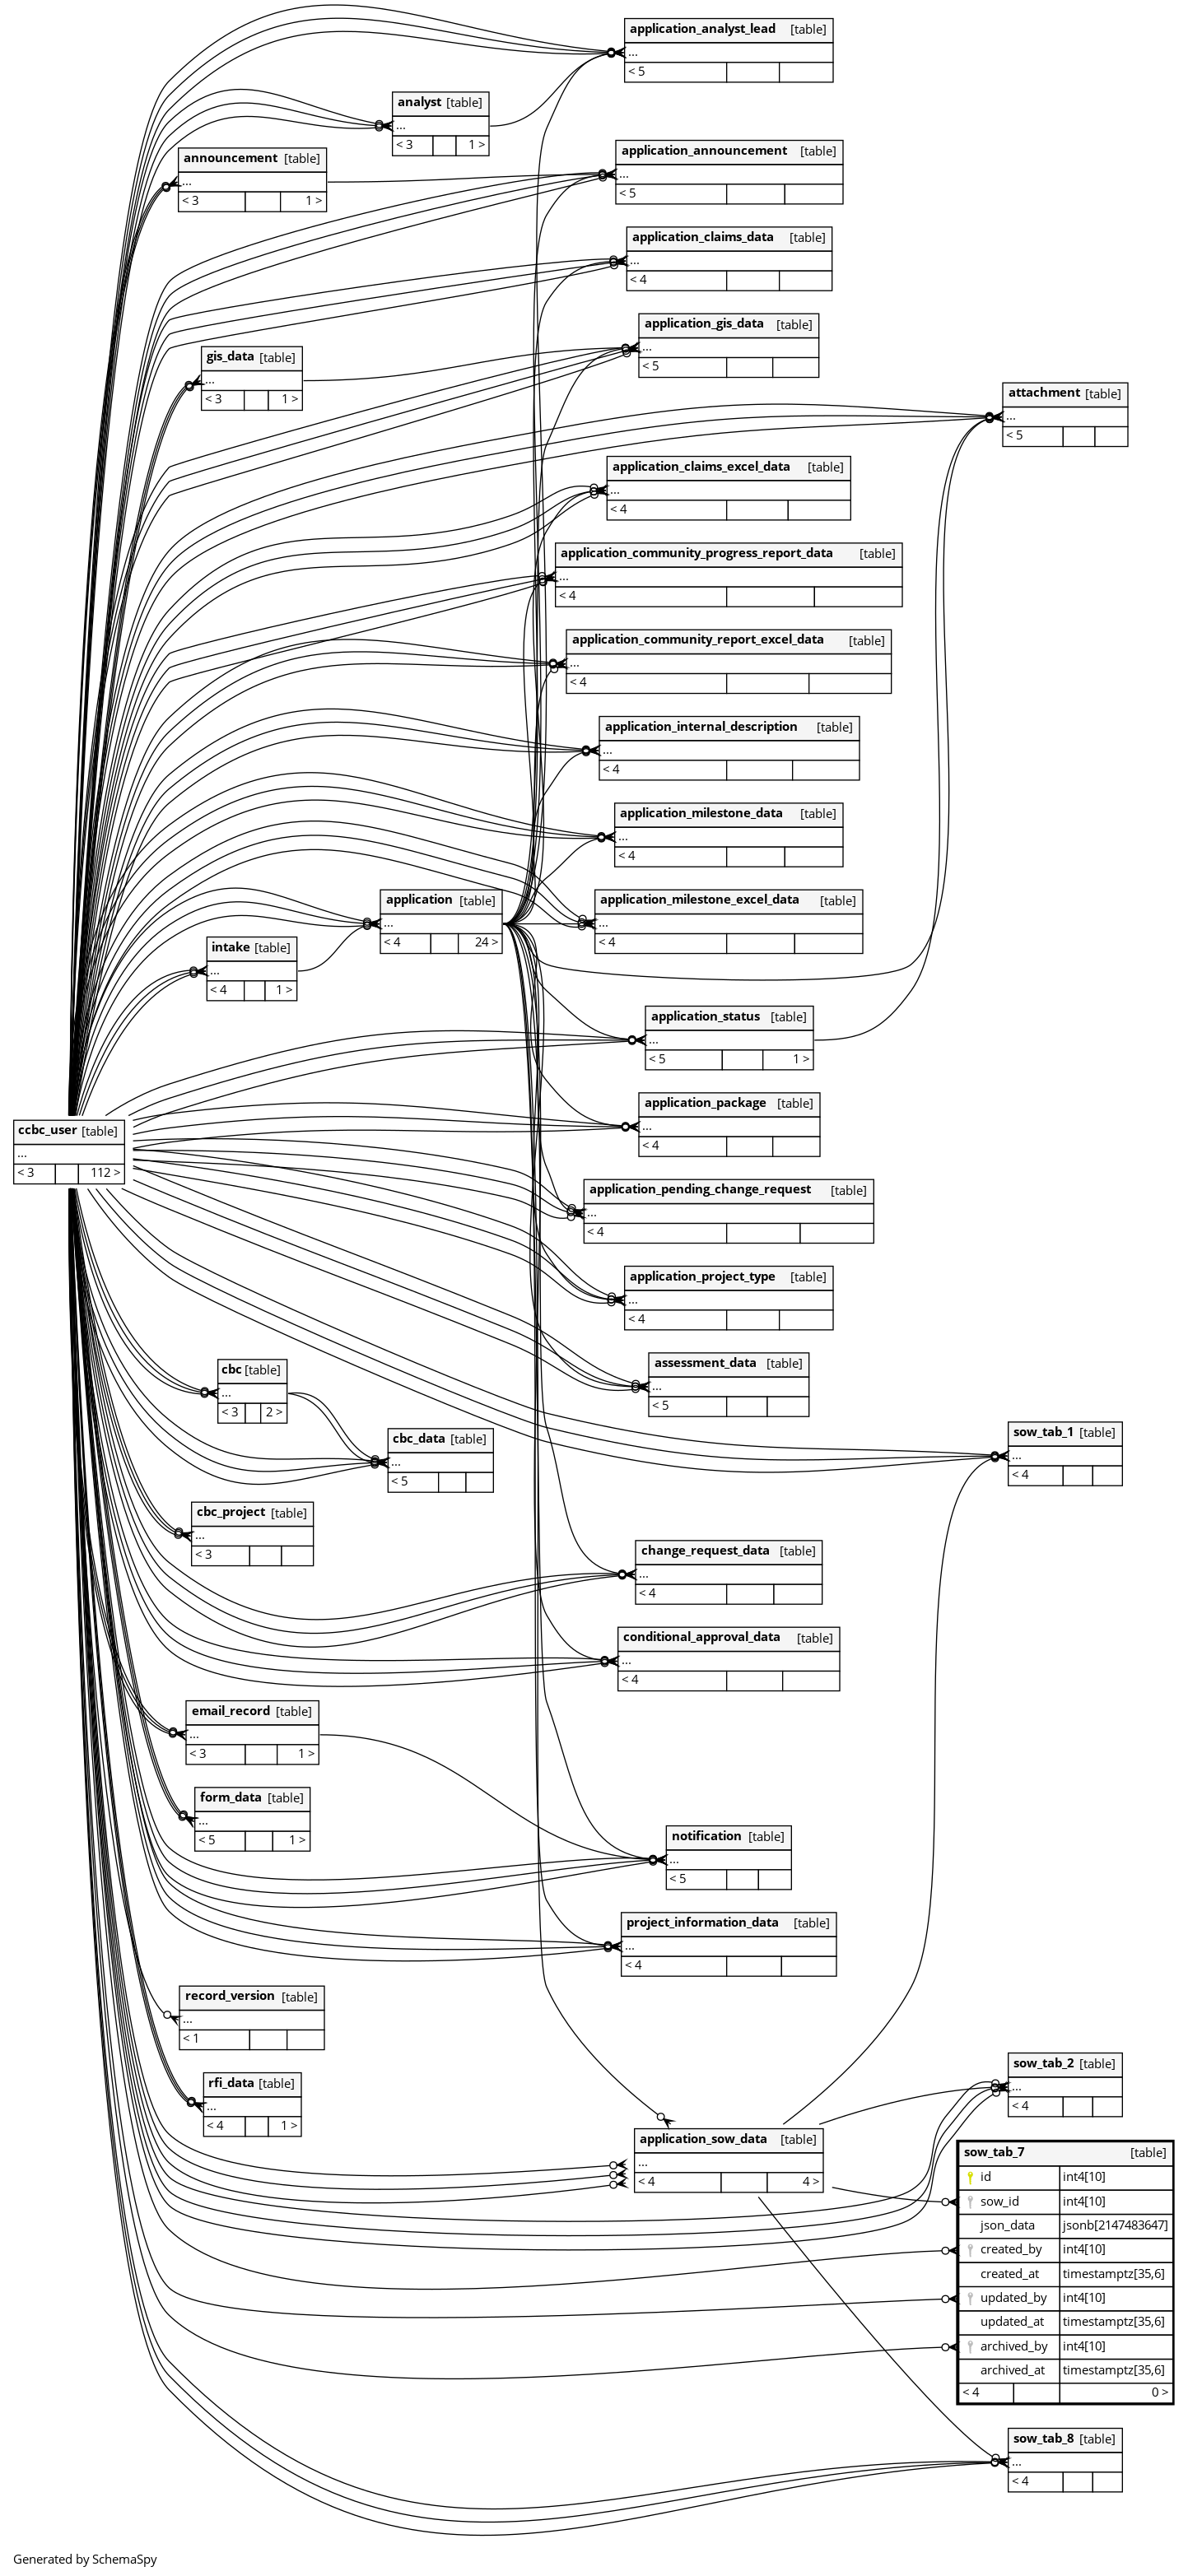 application_analyst_lead [table]
...
< 5
analyst [table]
...
< 3 1 >
application_announcement [table]
...
< 5
announcement [table]
...
< 3 1 >
application_claims_data [table]
...
< 4
application_gis_data [table]
...
< 5
gis_data [table]
...
< 3 1 >
attachment [table]
...
< 5
application_claims_excel_data [table]
...
< 4
application_community_progress_report_data [table]
...
< 4
application_community_report_excel_data [table]
...
< 4
application_internal_description [table]
...
< 4
application_milestone_data [table]
...
< 4
application [table]
...
< 4 24 >
application_milestone_excel_data [table]
...
< 4
intake [table]
...
< 4 1 >
application_status [table]
...
< 5 1 >
application_package [table]
...
< 4
ccbc_user [table]
...
< 3 112 >
application_pending_change_request [table]
...
< 4
application_project_type [table]
...
< 4
assessment_data [table]
...
< 5
cbc [table]
...
< 3 2 >
sow_tab_1 [table]
...
< 4
cbc_data [table]
...
< 5
cbc_project [table]
...
< 3
change_request_data [table]
...
< 4
conditional_approval_data [table]
...
< 4
email_record [table]
...
< 3 1 >
form_data [table]
...
< 5 1 >
notification [table]
...
< 5
project_information_data [table]
...
< 4
record_version [table]
...
< 1
rfi_data [table]
...
< 4 1 >
sow_tab_2 [table]
...
< 4
application_sow_data [table]
...
< 4 4 >
sow_tab_7 [table]
id int4[10]
sow_id int4[10]
json_data jsonb[2147483647]
created_by int4[10]
created_at timestamptz[35,6]
updated_by int4[10]
updated_at timestamptz[35,6]
archived_by int4[10]
archived_at timestamptz[35,6]
< 4 0 >
sow_tab_8 [table]
...
< 4
Generated by SchemaSpy